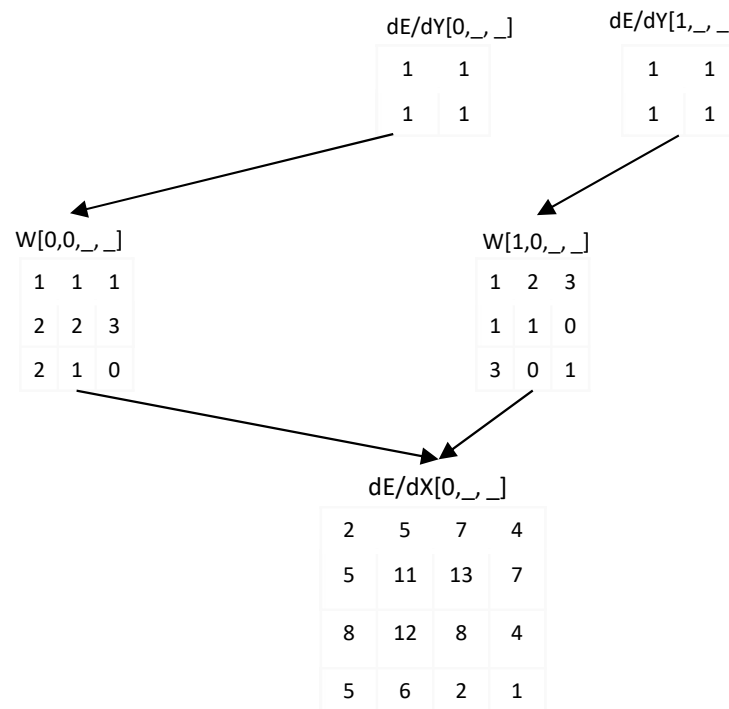 dE/dY[0,_, _]
dE/dY[1,_, _
1 1
1 1
1 1
1 1
W[0,0,_, _]
1 1 1
2 2 3
2 1 0
W[1,0,_, _]
1 2 3
1 1 0
3 0 1
dE/dX[0,_, _]
2 5 7 4
5 11 13 7
8 12 8 4
5 6 2 1